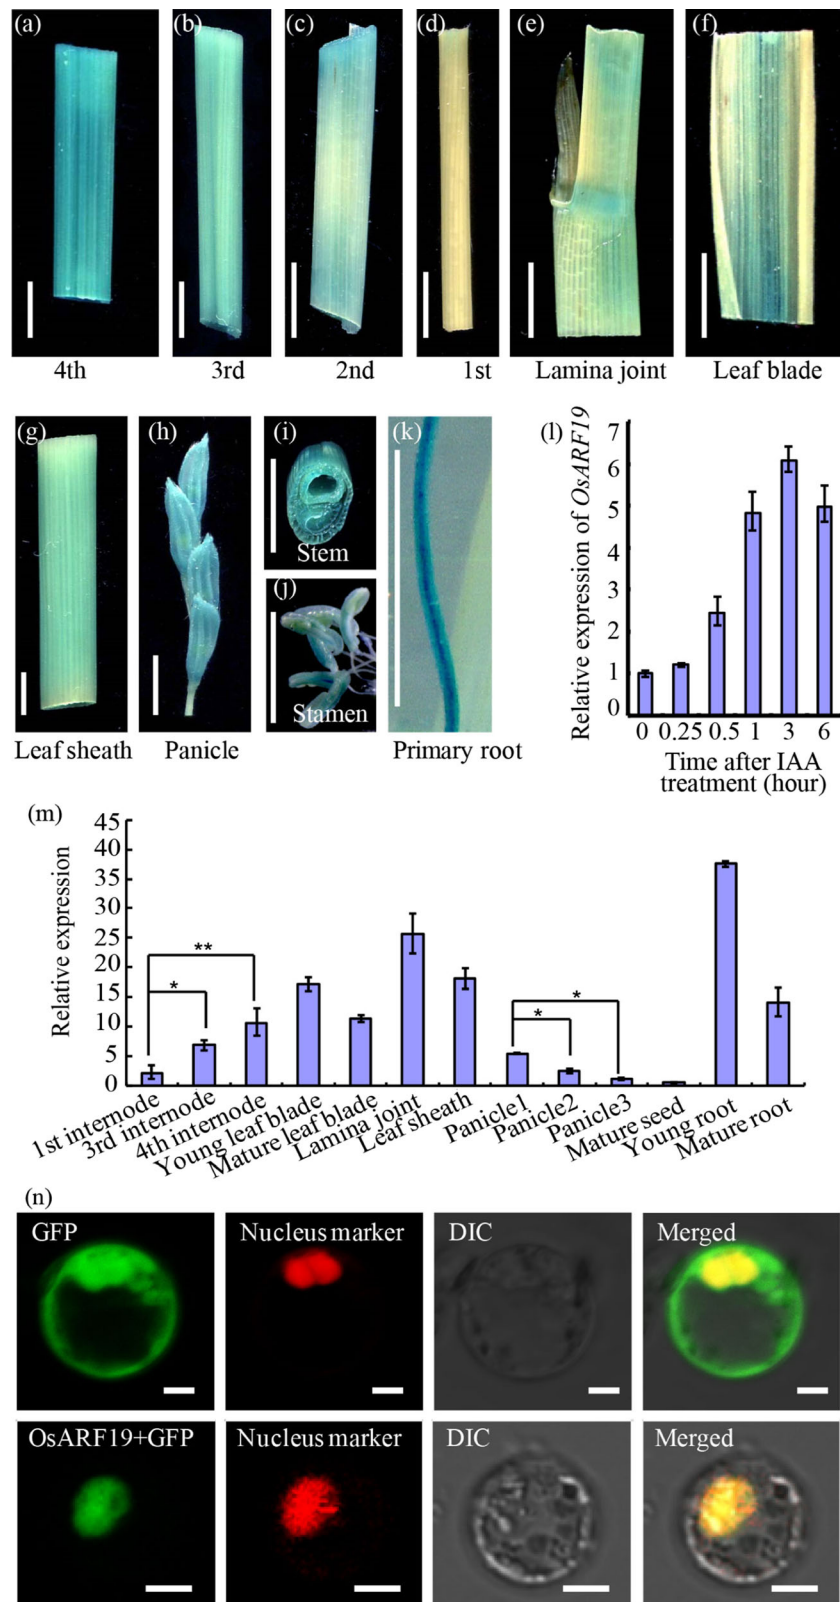 (a) (b) (c) (d) (e) (f)
4th 3rd 2nd 1st Lamina joint Leaf blade
(g) (h) (i) (k) (l)
Stem
(j)
Stamen
Leaf sheath Panicle Primary root
Relative expression of OsARF19
7
6
5
4
3
2
1
0
0 0.25 0.5 1 3 6
Time after IAA
treatment (hour)
(m)
Relative expression
45
40
35
30
25
20
15
10
5
0
**
*
*
*
1st internode
3rd internode
4th internode
Young leaf blade
Mature leaf blade
Lamina joint
Leaf sheath
Panicle1
Panicle2
Panicle3
Mature seed
Young root
Mature root
(n)
GFP Nucleus marker DIC Merged
OsARF19+GFP Nucleus marker DIC Merged